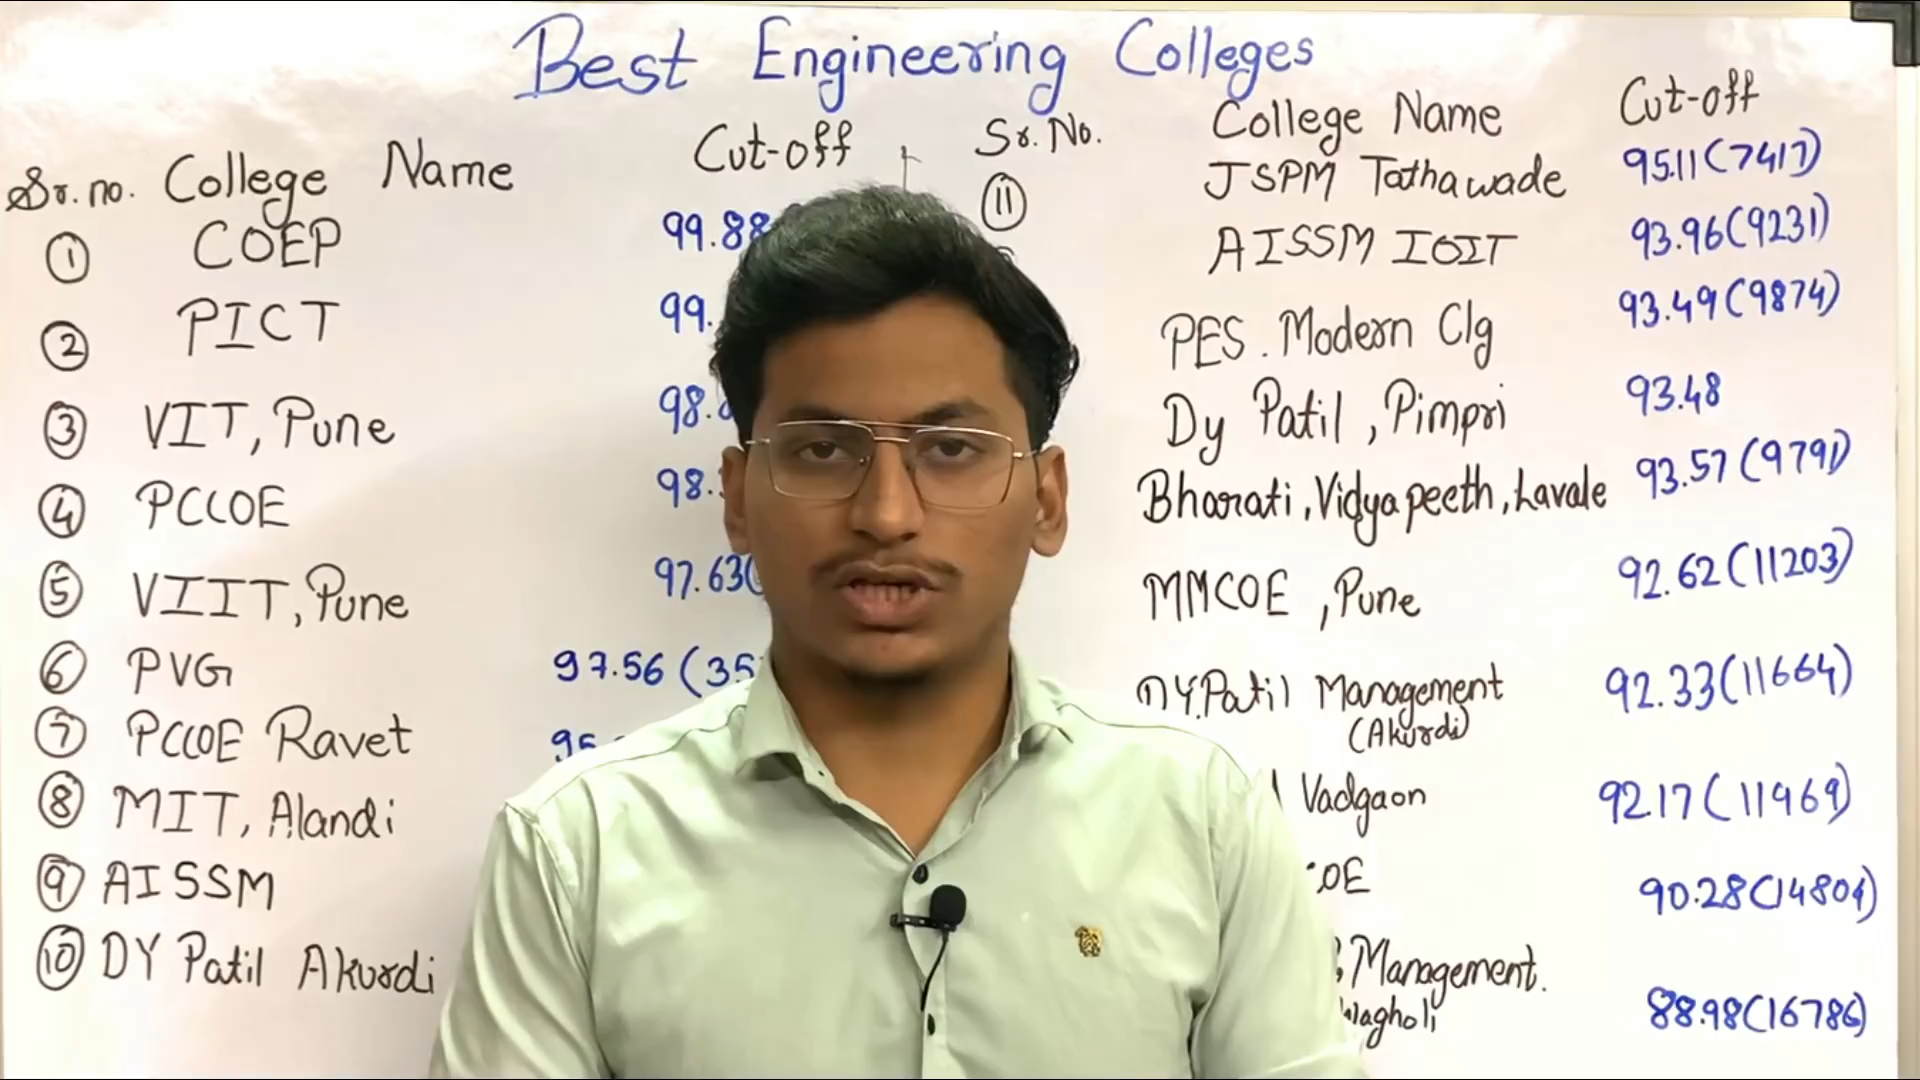 Best Engineering Colleges
Sr.no. College Name Cut-off
① COEP 99.88
② PICT 99.
③ VIT, Pune 98.
④ PCCOE 98.
⑤ VIIT, Pune 97.63(
⑥ PVG 97.56 (35
⑦ PCCOE Ravet 95
⑧ MIT, Alandi
⑨ AISSM
⑩ DY Patil Akurdi
Sr. No. College Name Cut-off
⑪ JSPM Tathawade 95.11(7417)
AISSM IOIT 93.96(9231)
PES. Modern Clg 93.49(9874)
Dy Patil, Pimpri 93.48
Bharati, Vidyapeeth, Lavale 93.57 (9791)
MMCOE, Pune 92.62 (11203)
DY.Patil Management 92.33(11664)
(Akurdi)
Vadgaon 92.17 (11969)
OE 90.28(14804)
Management.
Wagholi 88.98(16786)